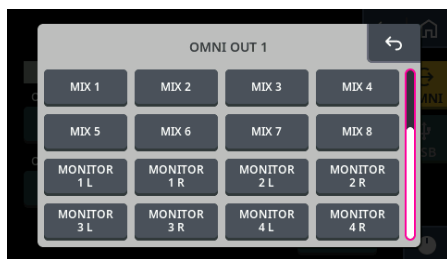 OMNI OUT 1
MIX 1 MIX 2 MIX 3 MIX 4
MIX 5 MIX 6 MIX 7 MIX 8
MONITOR MONITOR MONITOR MONITOR
1 L 1 R 2 L 2 R
MONITOR MONITOR MONITOR MONITOR
3 L 3 R 4 L 4 R